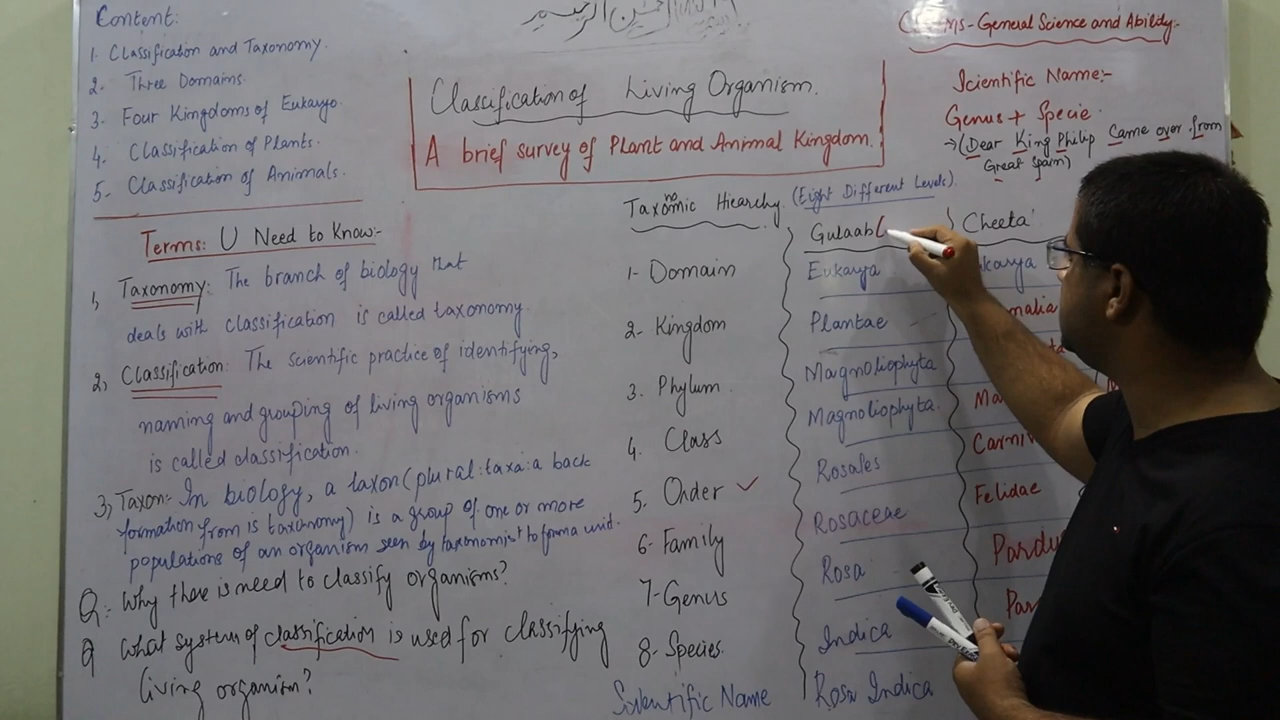 Content:
1. Classification and Taxonomy.
2. Three Domains.
3. Four Kingdoms of Eukaryo.
4. Classification of Plants.
5- Classification of Animals.
Classification of Living Organism.
A brief survey of Plant and Animal Kingdom.
Ms- General Science and Ability:-
Scientific Name:-
Genus + Specie.
→(Dear King Philip Came over from
Great Spain)
Terms: U Need to Know:-
1, Taxonomy: The branch of biology that
deals with classification is called taxonomy.
2, Classification: The scientific practice of identifying,
naming and grouping of living organisms
is called classification.
3, Taxon:- In biology, a taxon (plural:taxa:a back
formation from is taxonomy) is a group of one or more
populations of an organism seen by taxonomist to form a unit.
Q:- Why there is need to classify organisms?
Q What system of classification is used for classifying
living organism?
Taxonomic Hiearchy (Eight Different Levels).
Gulaab( Cheeta
1- Domain Eukarya karya
2- Kingdom Plantae malia
3. Phylum Magnoliophyta ta
4. Class Magnoliophyta. Ma
5. Order ✓ Rosales Carniv
6- Family Rosaceae Felidae
7-Genus Rosa Pardu
8- Species. Indica Par
Scientific Name Rosa Indica